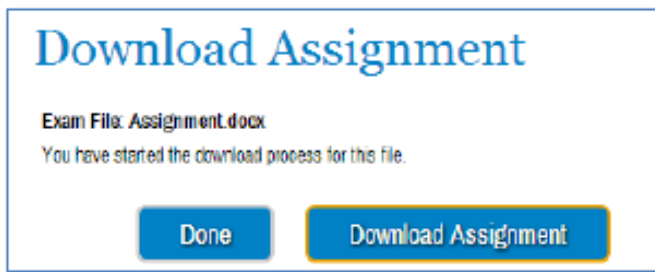 Download Assignment
Exam File: Assignment.docx
You have started the download process for this file.
Done Download Assignment